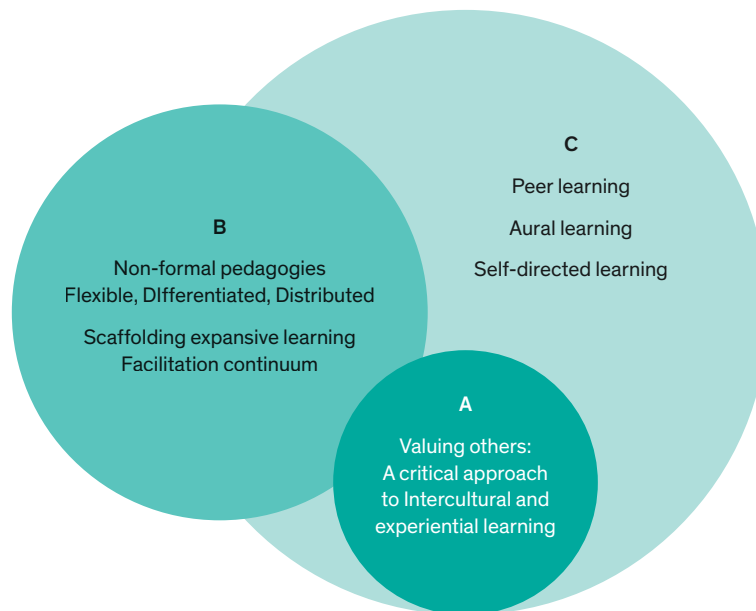 C
Peer learning
Aural learning
Self-directed learning
B
Non-formal pedagogies
Flexible, DIfferentiated, Distributed
Scaffolding expansive learning
Facilitation continuum
A
Valuing others:
A critical approach
to Intercultural and
experiential learning